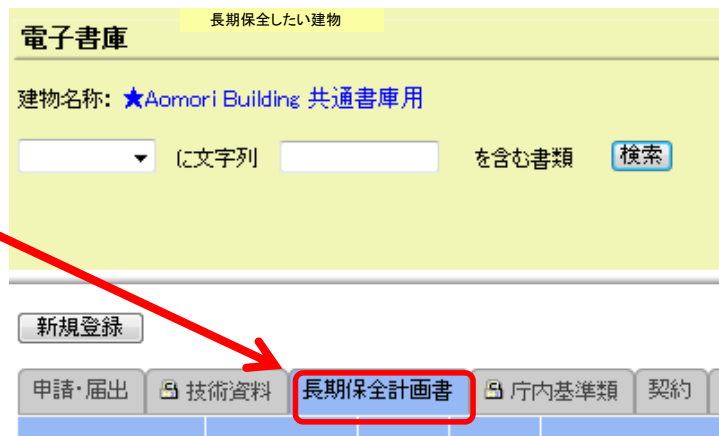 長期保全したい建物
電子書庫
建物名称: ★Aomori Building 共通書庫用
に文字列 を含む書類 検索
新規登録
申請・届出 技術資料 長期保全計画書 庁内基準類 契約